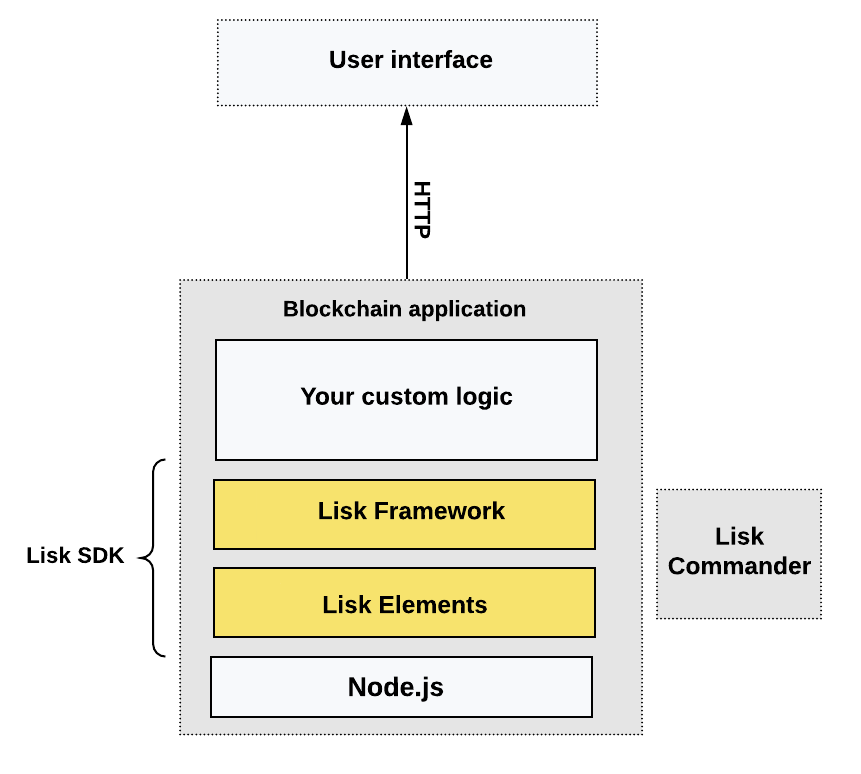 User interface
HTTP
Blockchain application
Your custom logic
Lisk Framework
Lisk SDK
Lisk
Commander
Lisk Elements
Node.js